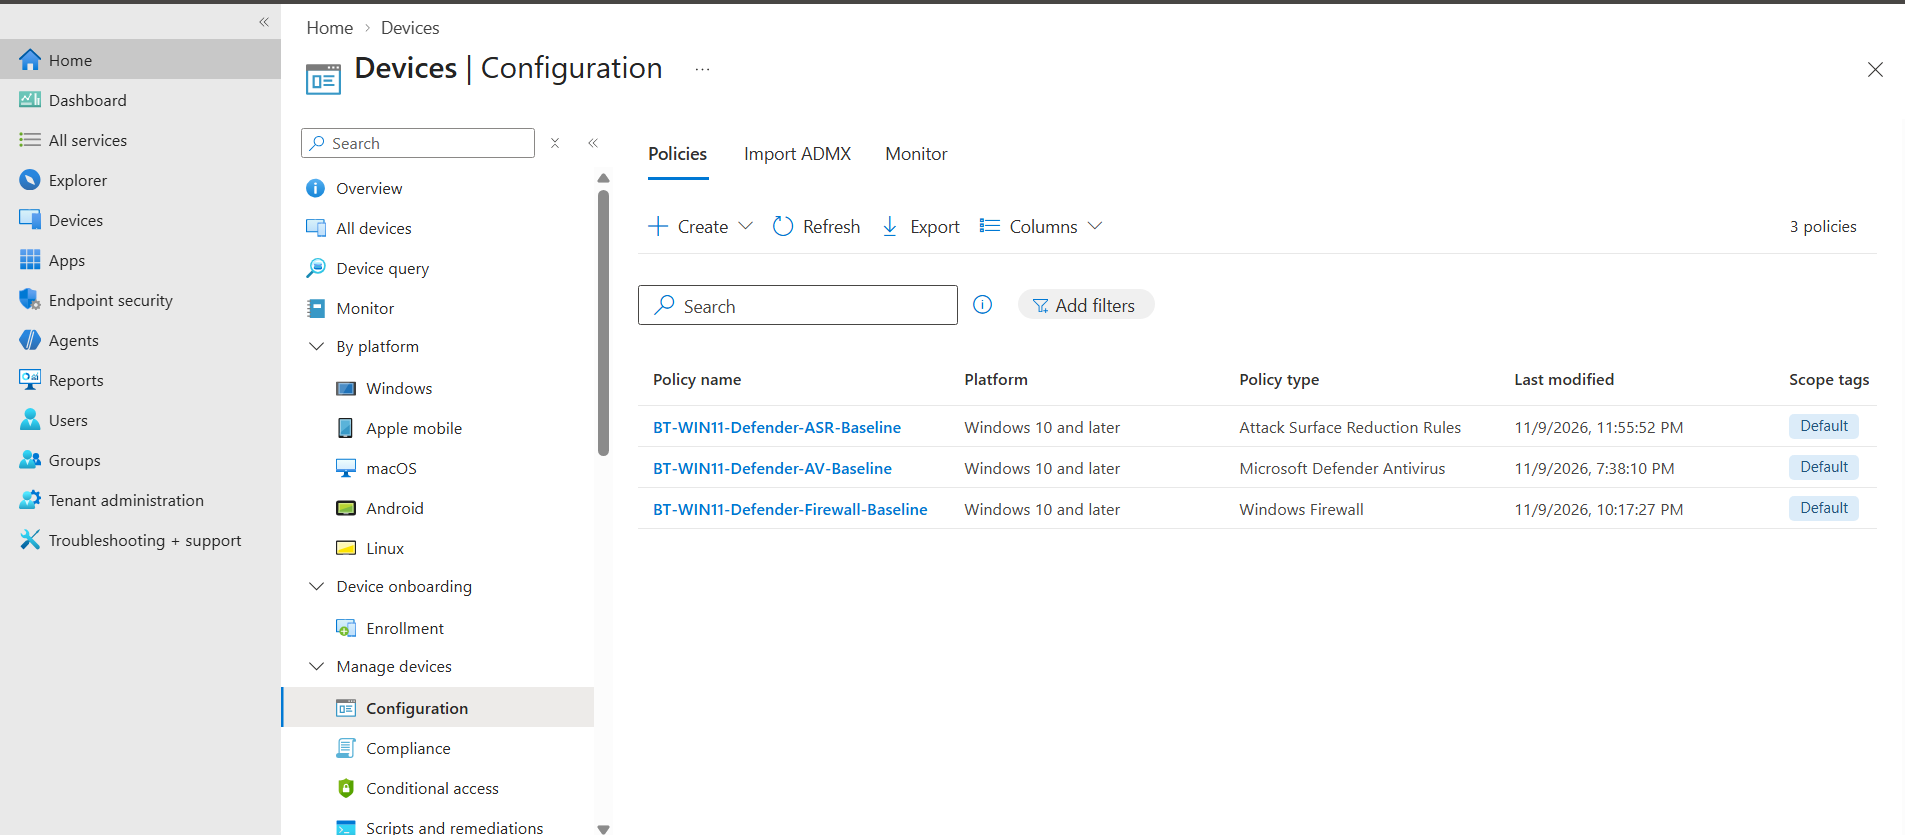 Home
Dashboard
All services
Explorer
Devices
Apps
Endpoint security
Agents
Reports
Users
Groups
Tenant administration
Troubleshooting + support
Home > Devices
Devices | Configuration ...
Search
Overview
All devices
Device query
Monitor
By platform
Windows
Apple mobile
macOS
Android
Linux
Device onboarding
Enrollment
Manage devices
Configuration
Compliance
Conditional access
Scripts and remediations
Policies Import ADMX Monitor
Create Refresh Export Columns 3 policies
Search Add filters
Policy name Platform Policy type Last modified Scope tags
BT-WIN11-Defender-ASR-Baseline Windows 10 and later Attack Surface Reduction Rules 11/9/2026, 11:55:52 PM Default
BT-WIN11-Defender-AV-Baseline Windows 10 and later Microsoft Defender Antivirus 11/9/2026, 7:38:10 PM Default
BT-WIN11-Defender-Firewall-Baseline Windows 10 and later Windows Firewall 11/9/2026, 10:17:27 PM Default